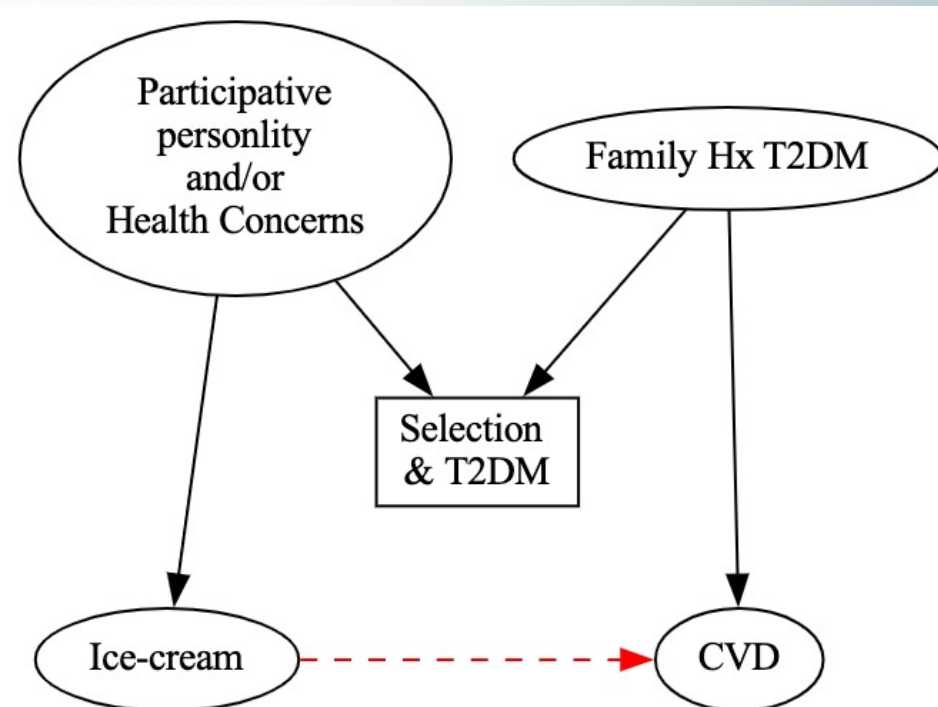 Participative
personlity
and/or
Health Concerns
Family Hx T2DM
Selection
& T2DM
Ice-cream
CVD